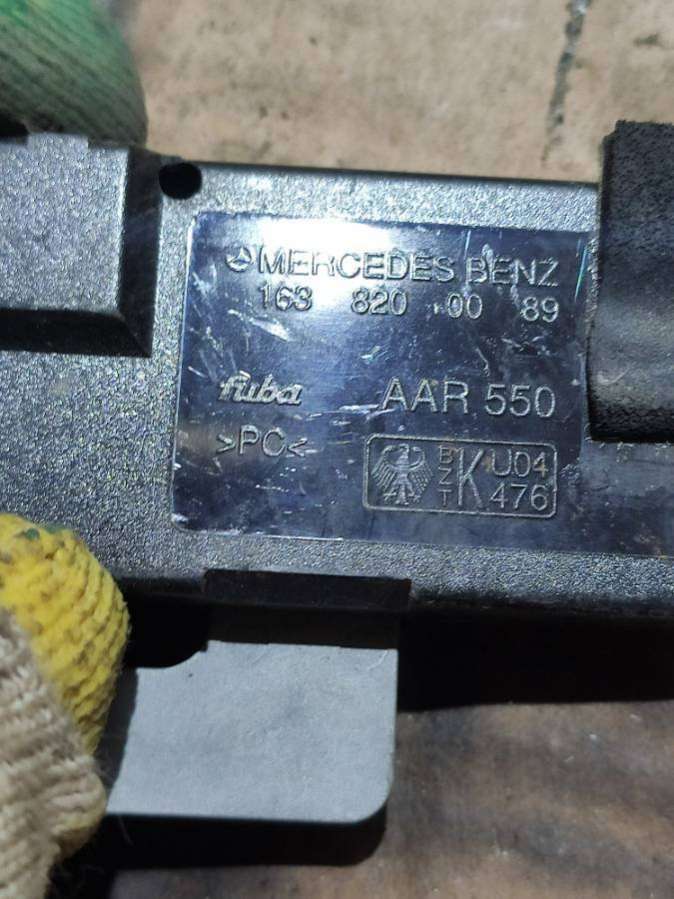 MERCEDES BENZ
163 820 00 89
fuba AAR 550
>PC<
BZT K U04 476